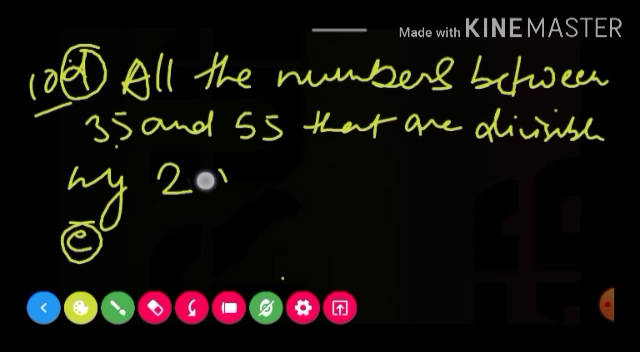 Made with KINEMASTER
10 d All the numbers between
35 and 55 that are divisible
by 2
e